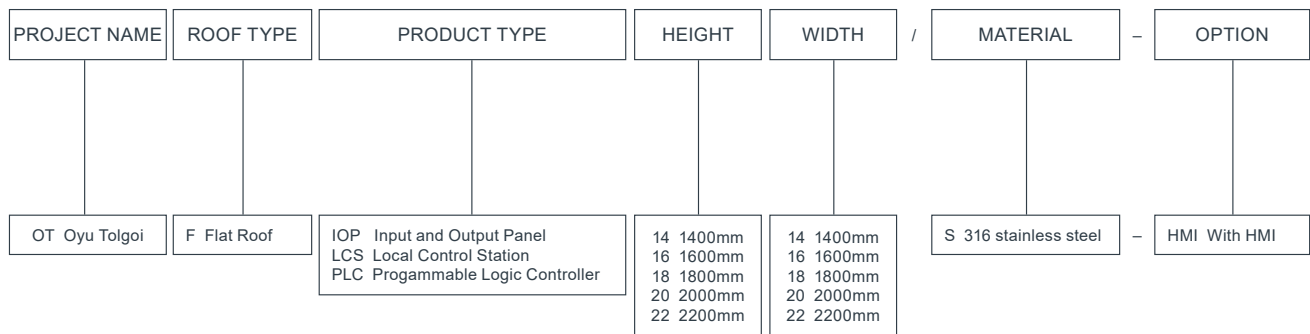 PROJECT NAME ROOF TYPE PRODUCT TYPE HEIGHT WIDTH / MATERIAL – OPTION
OT Oyu Tolgoi
F Flat Roof
IOP Input and Output Panel
LCS Local Control Station
PLC Progammable Logic Controller
14 1400mm
16 1600mm
18 1800mm
20 2000mm
22 2200mm
14 1400mm
16 1600mm
18 1800mm
20 2000mm
22 2200mm
S 316 stainless steel
–
HMI With HMI